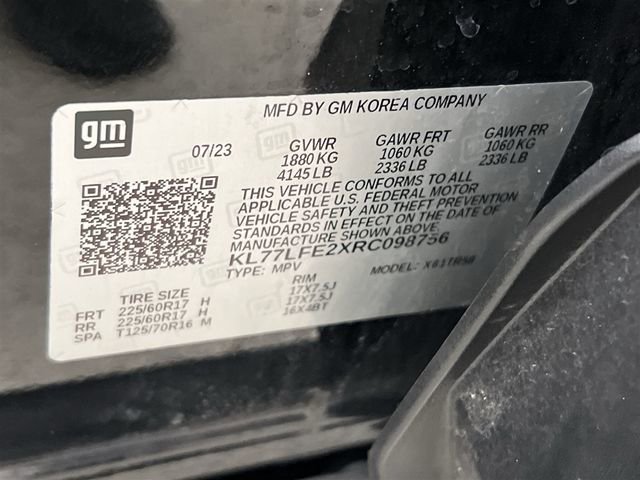 MFD BY GM KOREA COMPANY
gm
07/23 GVWR GAWR FRT GAWR RR
1880 KG 1060 KG 1060 KG
4145 LB 2336 LB 2336 LB
THIS VEHICLE CONFORMS TO ALL
APPLICABLE U.S. FEDERAL MOTOR
VEHICLE SAFETY AND THEFT PREVENTION
STANDARDS IN EFFECT ON THE DATE OF
MANUFACTURE SHOWN ABOVE.
KL77LFE2XRC098756
TYPE: MPV MODEL:
TIRE SIZE RIM
FRT 225/60R17 H 17X7.5J
RR 225/60R17 H 17X7.5J
SPA T125/70R16 M 16X4BT